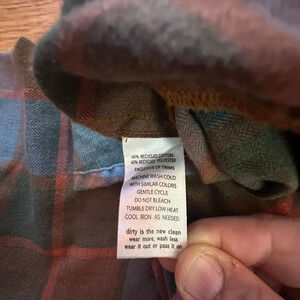 60% RECYCLED COTTON
40% RECYCLED POLYESTER
EXCLUSIVE OF TRIMS
MACHINE WASH COLD
WITH SIMILAR COLORS
GENTLE CYCLE
DO NOT BLEACH
TUMBLE DRY LOW HEAT
COOL IRON AS NEEDED
dirty is the new clean
wear more, wash less
wear it out or pass it on